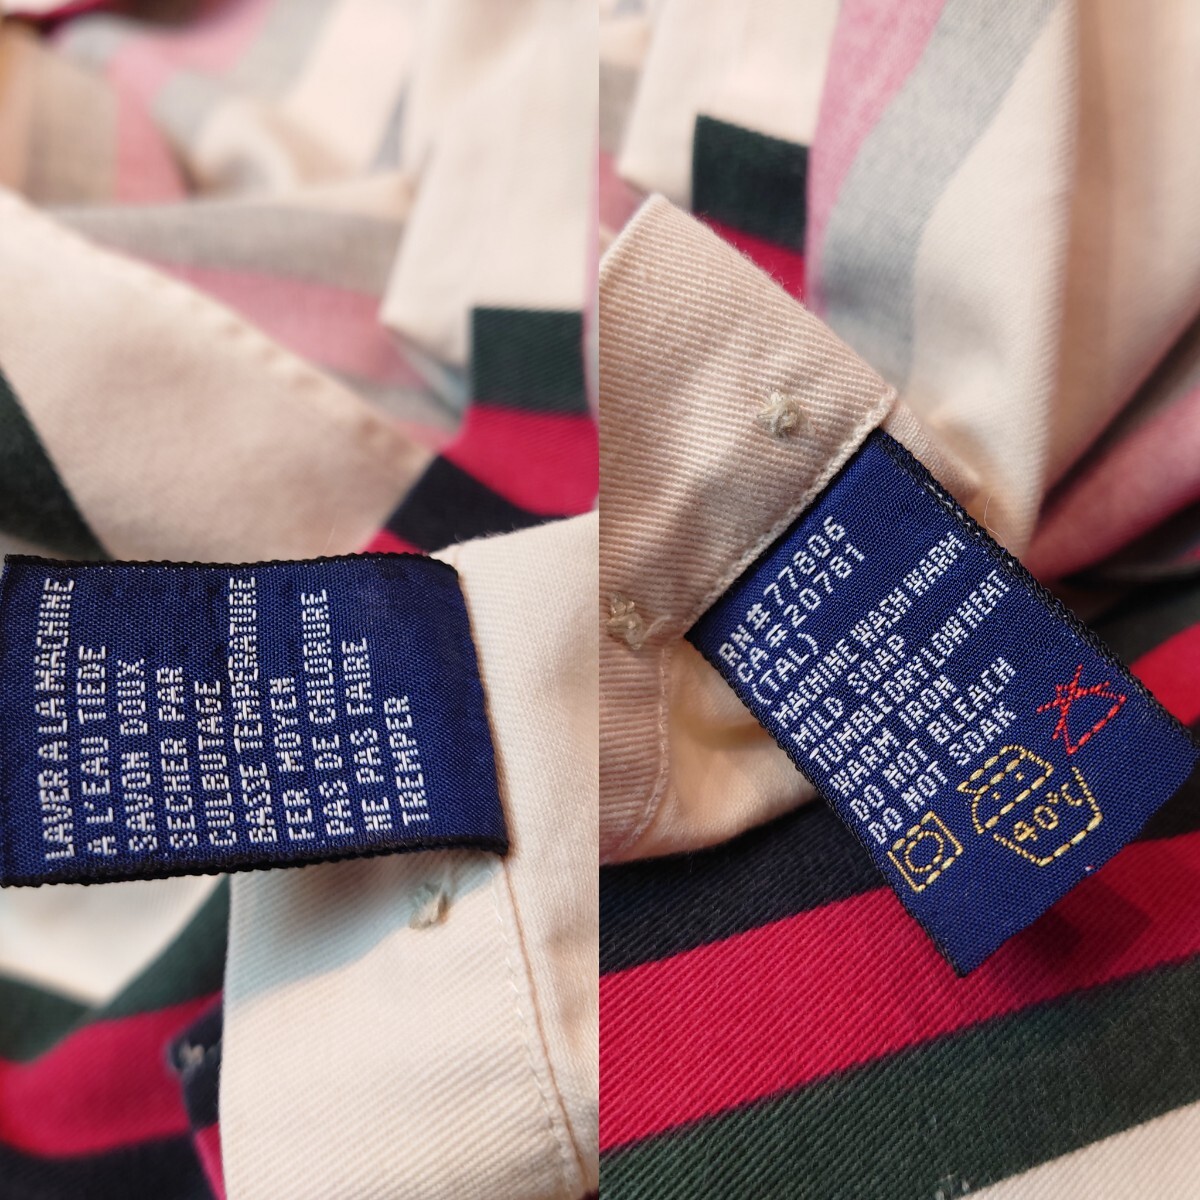 LAVER A LA MACHINE
A L'EAU TIEDE
SAVON DOUX
SECHER PAR
CULBUTAGE
BASSE TEMPERATURE
FER MOYEN
PAS DE CHLORURE
NE PAS FAIRE
TREMPER
RN#77806
CA#20781
(TAL)
MACHINE WASH WARM
MILD SOAP
TUMBLE DRY LOW HEAT
WARM IRON
DO NOT BLEACH
DO NOT SOAK
40°C